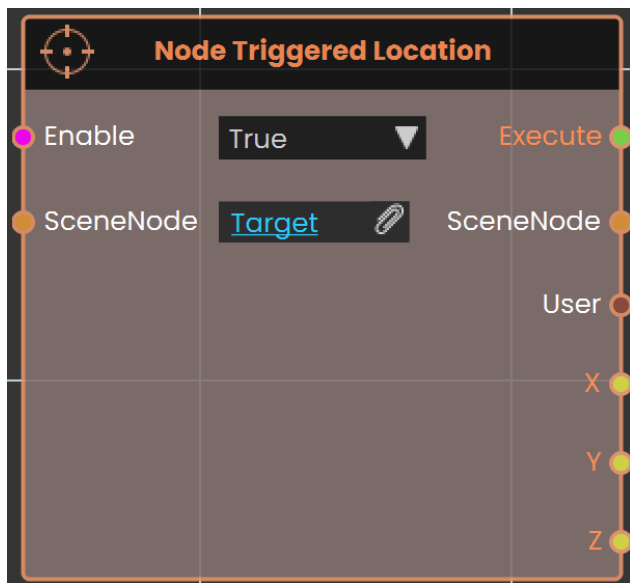 Node Triggered Location
Enable True Execute
SceneNode Target SceneNode
User
X
Y
Z